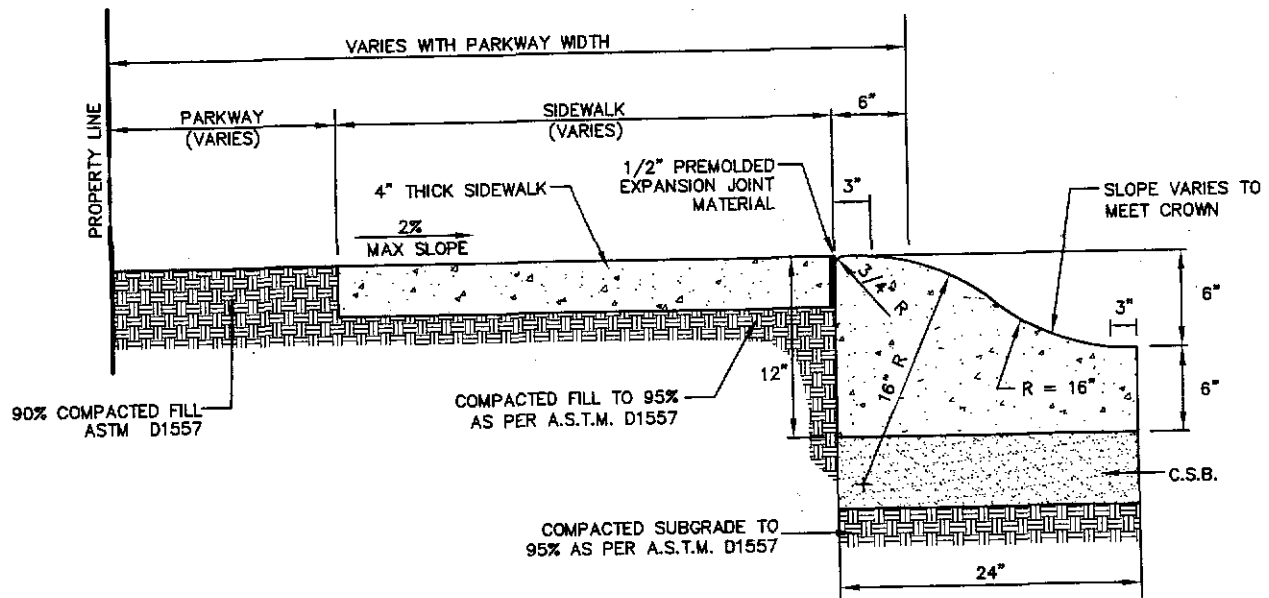 VARIES WITH PARKWAY WIDTH
PROPERTY LINE
PARKWAY
(VARIES)
SIDEWALK
(VARIES)
6"
1/2" PREMOLDED
EXPANSION JOINT
MATERIAL
3"
4" THICK SIDEWALK
SLOPE VARIES TO
MEET CROWN
2%
MAX SLOPE
3/4" R
6"
3"
12"
16" R
R = 16"
6"
90% COMPACTED FILL
ASTM D1557
COMPACTED FILL TO 95%
AS PER A.S.T.M. D1557
C.S.B.
COMPACTED SUBGRADE TO
95% AS PER A.S.T.M. D1557
24"